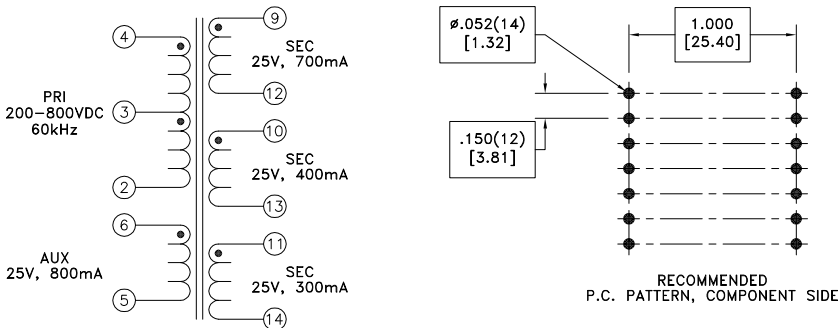 4
3
2
6
5
PRI
200-800VDC
60kHz
AUX
25V, 800mA
9
SEC
25V, 700mA
12
10
SEC
25V, 400mA
13
11
SEC
25V, 300mA
14
ø.052(14)
[1.32]
1.000
[25.40]
.150(12)
[3.81]
RECOMMENDED
P.C. PATTERN, COMPONENT SIDE